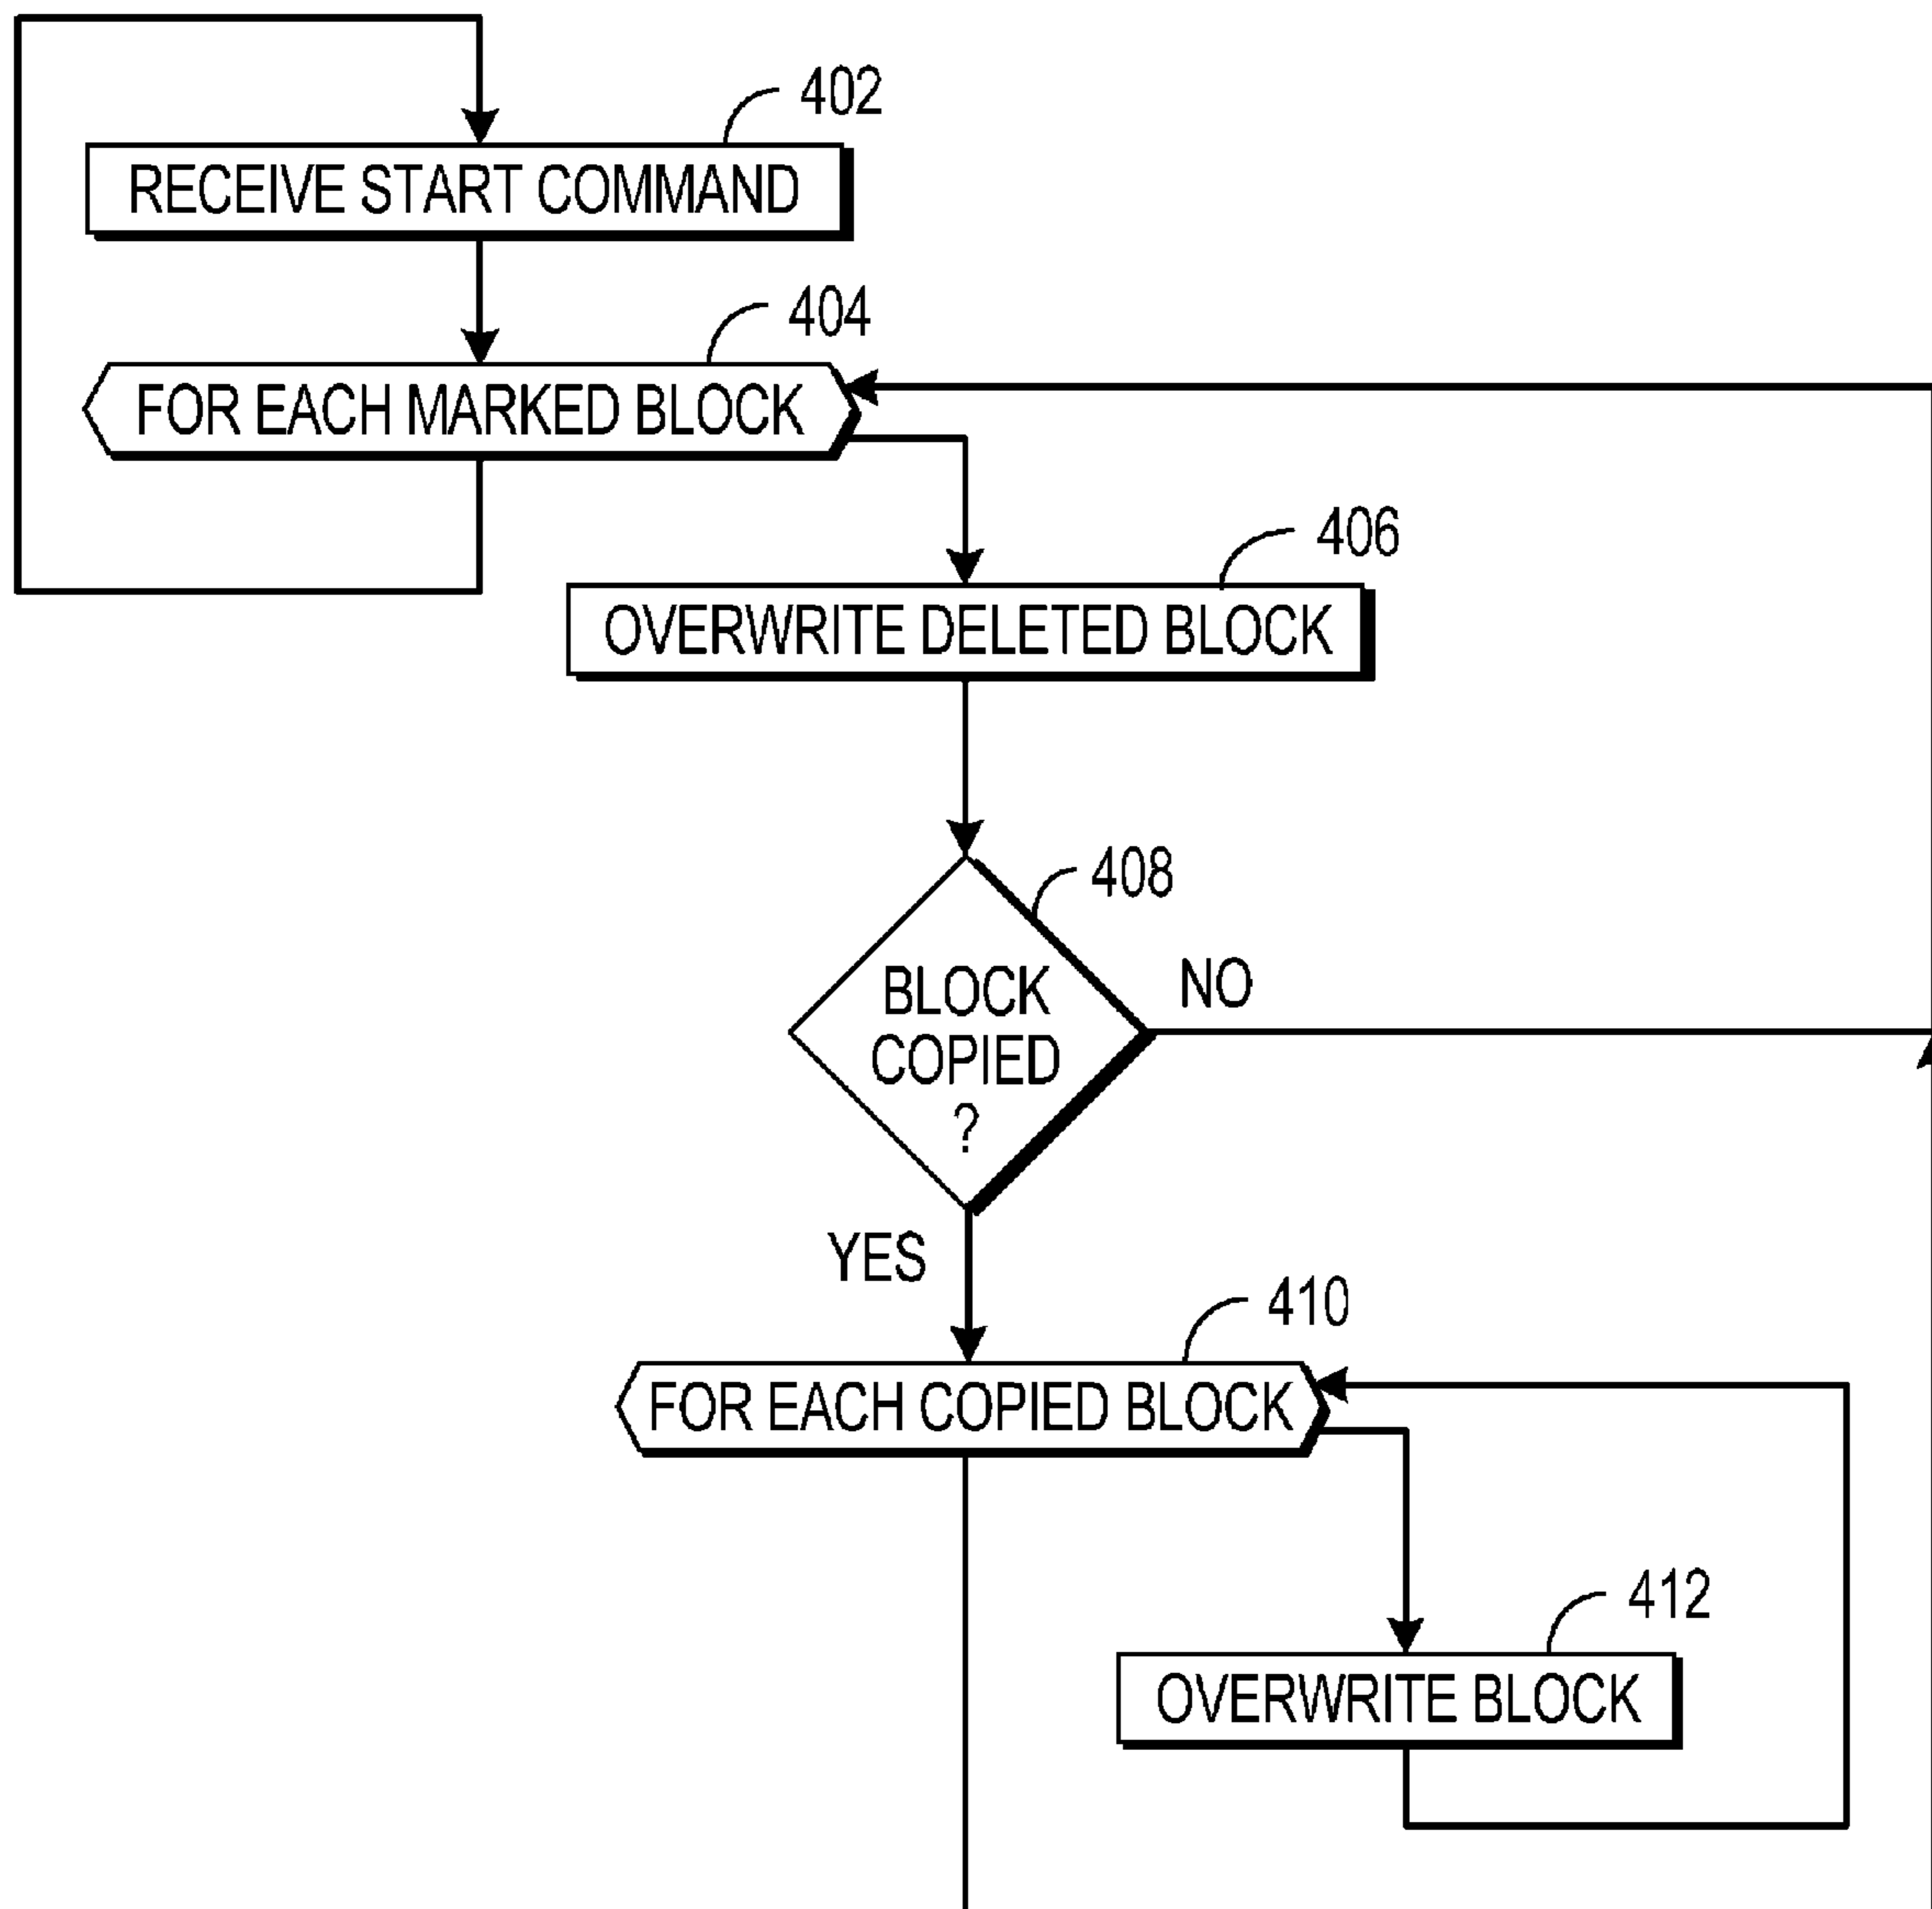 402
RECEIVE START COMMAND
404
FOR EACH MARKED BLOCK
406
OVERWRITE DELETED BLOCK
408
BLOCK
COPIED
?
NO
YES
410
FOR EACH COPIED BLOCK
412
OVERWRITE BLOCK